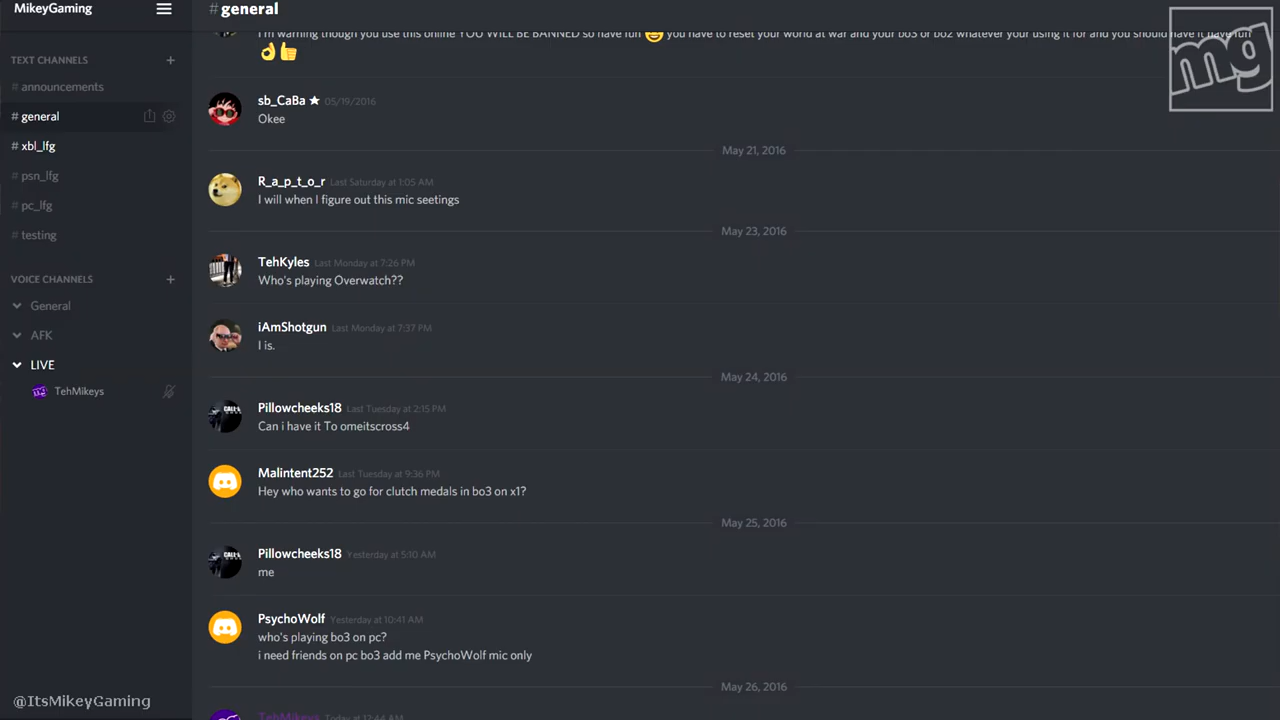 MikeyGaming
TEXT CHANNELS
# announcements
# general
# xbl_lfg
# psn_lfg
# pc_lfg
# testing
VOICE CHANNELS
General
AFK
LIVE
TehMikeys
@ItsMikeyGaming
#general
I'm warning though you use this online YOU WILL BE BANNED so have fun 😄 you have to reset your world at war and your bo3 or bo2 whatever your using it for and you should have it have fun
👌👍
sb_CaBa ★ 05/19/2016
Okee
May 21, 2016
R_a_p_t_o_r Last Saturday at 1:05 AM
I will when I figure out this mic seetings
May 23, 2016
TehKyles Last Monday at 7:26 PM
Who's playing Overwatch??
iAmShotgun Last Monday at 7:37 PM
I is.
May 24, 2016
Pillowcheeks18 Last Tuesday at 2:15 PM
Can i have it To omeitscross4
Malintent252 Last Tuesday at 9:36 PM
Hey who wants to go for clutch medals in bo3 on x1?
May 25, 2016
Pillowcheeks18 Yesterday at 5:10 AM
me
PsychoWolf Yesterday at 10:41 AM
who's playing bo3 on pc?
i need friends on pc bo3 add me PsychoWolf mic only
May 26, 2016
TehMikeys Today at 12:44 AM
mg